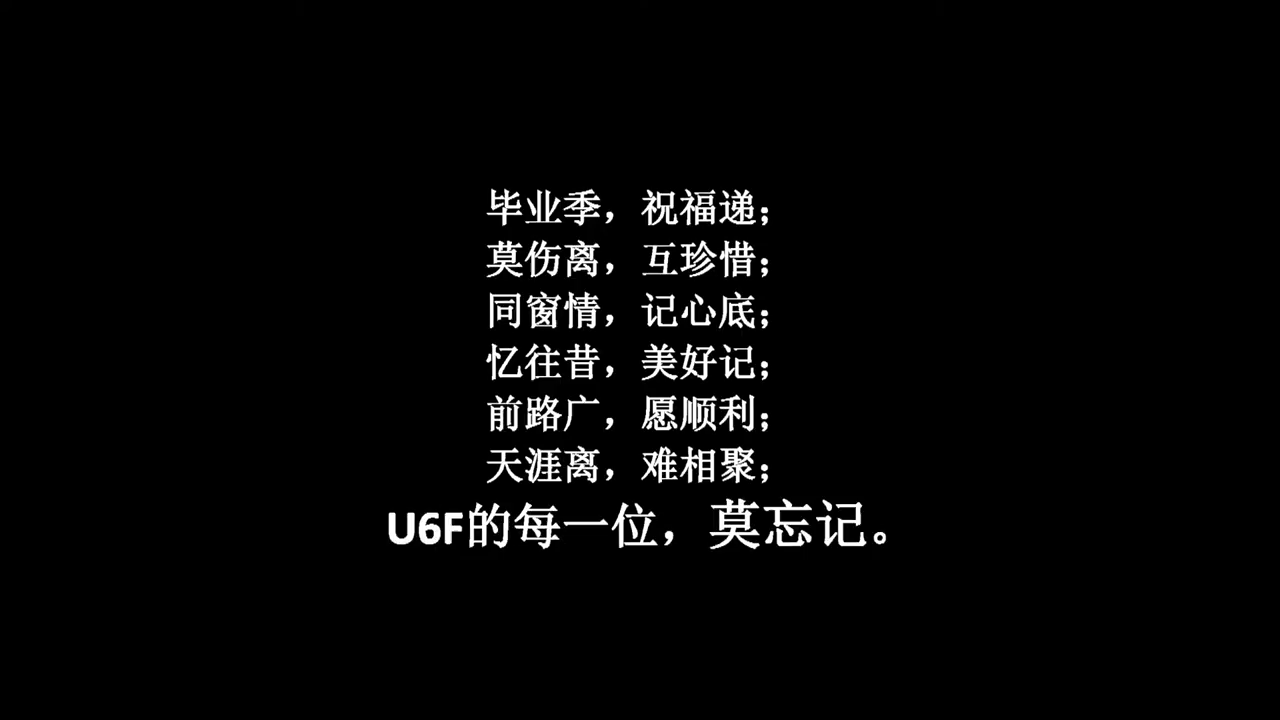 毕业季，祝福递；
莫伤离，互珍惜；
同窗情，记心底；
忆往昔，美好记；
前路广，愿顺利；
天涯离，难相聚；
U6F的每一位，莫忘记。